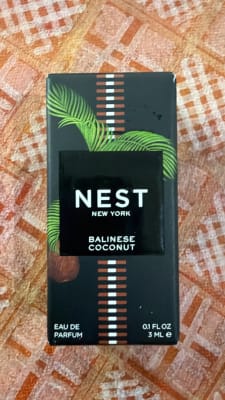 NEST
NEW YORK
BALINESE
COCONUT
EAU DE
PARFUM
0.1 FL OZ
3 ML ℮